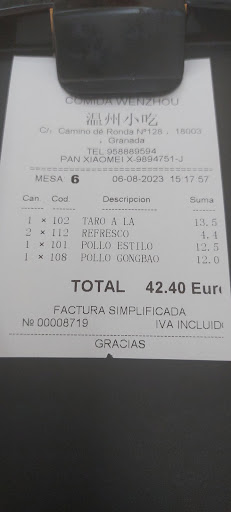 COMIDA WENZHOU
温州小吃
C/, Camino de Ronda Nº128 , 18003
, Granada
TEL.958889594
PAN XIAOMEI X-9894751-J
MESA 6 06-08-2023 15:17:57
Can. Cod. Descripcion Suma
1 × 102 TARO A LA 13.5
2 × 112 REFRESCO 4.4
1 × 101 POLLO ESTILO 12.5
1 × 108 POLLO GONGBAO 12.0
TOTAL 42.40 Euro
FACTURA SIMPLIFICADA
Nº 00008719 IVA INCLUIDO
GRACIAS